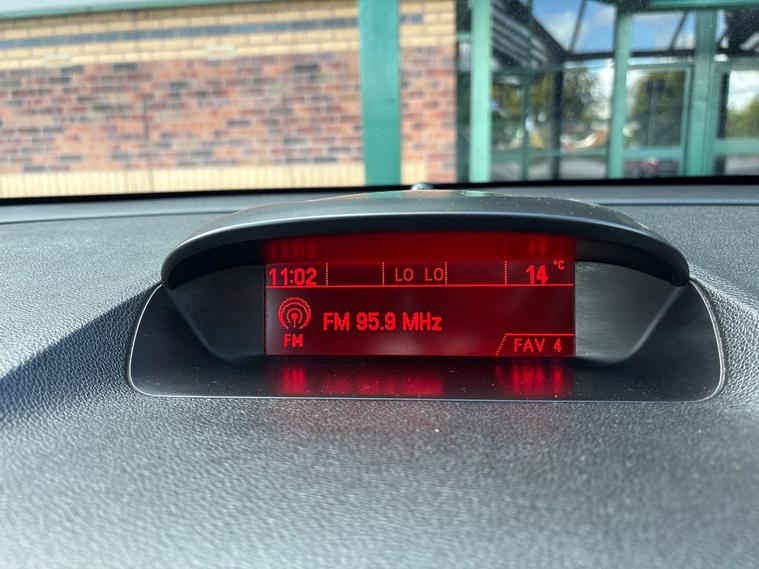 11:02 LO LO 14 °C
FM 95.9 MHz
FM
FAV 4